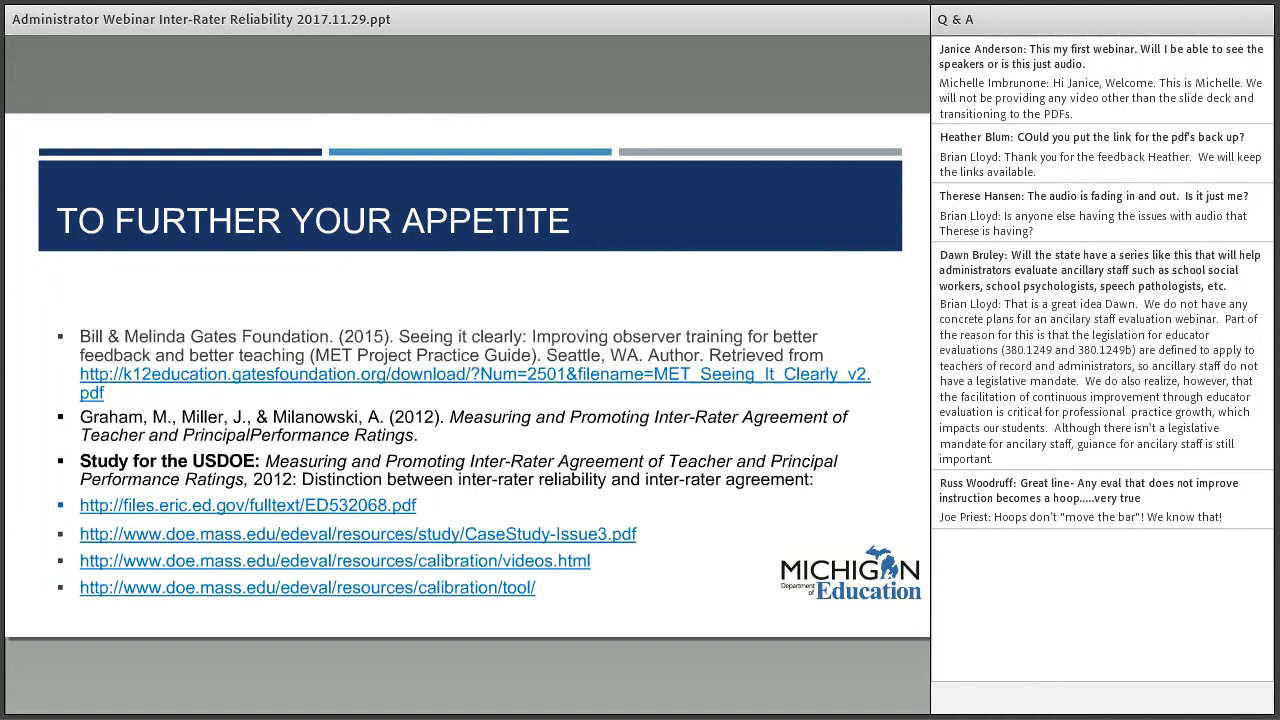 Administrator Webinar Inter-Rater Reliability 2017.11.29.ppt
TO FURTHER YOUR APPETITE
▪ Bill & Melinda Gates Foundation. (2015). Seeing it clearly: Improving observer training for better
feedback and better teaching (MET Project Practice Guide). Seattle, WA. Author. Retrieved from
http://k12education.gatesfoundation.org/download/?Num=2501&filename=MET_Seeing_It_Clearly_v2.
pdf
▪ Graham, M., Miller, J., & Milanowski, A. (2012). Measuring and Promoting Inter-Rater Agreement of
Teacher and PrincipalPerformance Ratings.
▪ Study for the USDOE: Measuring and Promoting Inter-Rater Agreement of Teacher and Principal
Performance Ratings, 2012: Distinction between inter-rater reliability and inter-rater agreement:
▪ http://files.eric.ed.gov/fulltext/ED532068.pdf
▪ http://www.doe.mass.edu/edeval/resources/study/CaseStudy-Issue3.pdf
▪ http://www.doe.mass.edu/edeval/resources/calibration/videos.html
▪ http://www.doe.mass.edu/edeval/resources/calibration/tool/
MICHIGAN
Department of
Education
Q & A
Janice Anderson: This my first webinar. Will I be able to see the
speakers or is this just audio.
Michelle Imbrunone: Hi Janice, Welcome. This is Michelle. We
will not be providing any video other than the slide deck and
transitioning to the PDFs.
Heather Blum: COuld you put the link for the pdf's back up?
Brian Lloyd: Thank you for the feedback Heather. We will keep
the links available.
Therese Hansen: The audio is fading in and out. Is it just me?
Brian Lloyd: Is anyone else having the issues with audio that
Therese is having?
Dawn Bruley: Will the state have a series like this that will help
administrators evaluate ancillary staff such as school social
workers, school psychologists, speech pathologists, etc.
Brian Lloyd: That is a great idea Dawn. We do not have any
concrete plans for an ancilary staff evaluation webinar. Part of
the reason for this is that the legislation for educator
evaluations (380.1249 and 380.1249b) are defined to apply to
teachers of record and administrators, so ancillary staff do not
have a legislative mandate. We do also realize, however, that
the facilitation of continuous improvement through educator
evaluation is critical for professional practice growth, which
impacts our students. Although there isn't a legislative
mandate for ancilary staff, guiance for ancilary staff is still
important.
Russ Woodruff: Great line- Any eval that does not improve
instruction becomes a hoop.....very true
Joe Priest: Hoops don't "move the bar"! We know that!